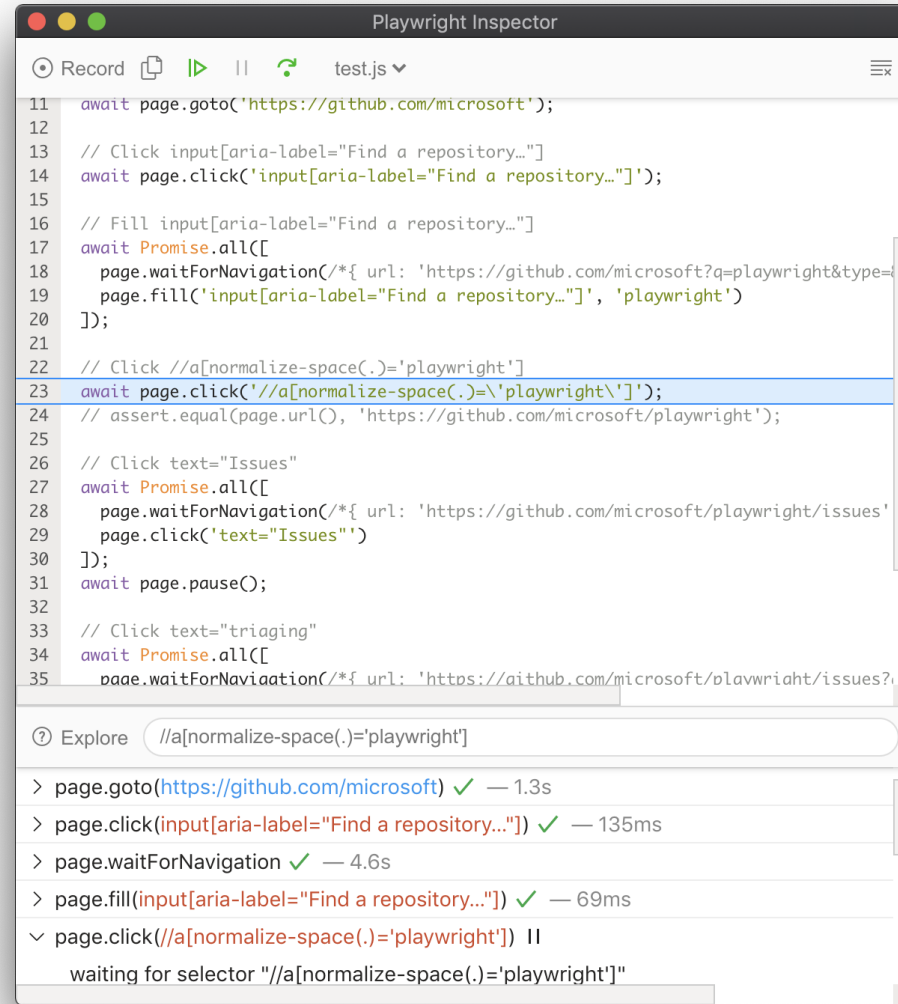 Playwright Inspector
Record test.js
11 await page.goto('https://github.com/microsoft');
12
13 // Click input[aria-label="Find a repository…"]
14 await page.click('input[aria-label="Find a repository…"]');
15
16 // Fill input[aria-label="Find a repository…"]
17 await Promise.all([
18 page.waitForNavigation(/*{ url: 'https://github.com/microsoft?q=playwright&type=&
19 page.fill('input[aria-label="Find a repository…"]', 'playwright')
20 ]);
21
22 // Click //a[normalize-space(.)='playwright']
23 await page.click('//a[normalize-space(.)=\'playwright\']');
24 // assert.equal(page.url(), 'https://github.com/microsoft/playwright');
25
26 // Click text="Issues"
27 await Promise.all([
28 page.waitForNavigation(/*{ url: 'https://github.com/microsoft/playwright/issues'
29 page.click('text="Issues"')
30 ]);
31 await page.pause();
32
33 // Click text="triaging"
34 await Promise.all([
35 page.waitForNavigation(/*{ url: 'https://github.com/microsoft/playwright/issues?
Explore //a[normalize-space(.)='playwright']
page.goto(https://github.com/microsoft) ✓ — 1.3s
page.click(input[aria-label="Find a repository…"]) ✓ — 135ms
page.waitForNavigation ✓ — 4.6s
page.fill(input[aria-label="Find a repository…"]) ✓ — 69ms
page.click(//a[normalize-space(.)='playwright'])
waiting for selector "//a[normalize-space(.)='playwright']"